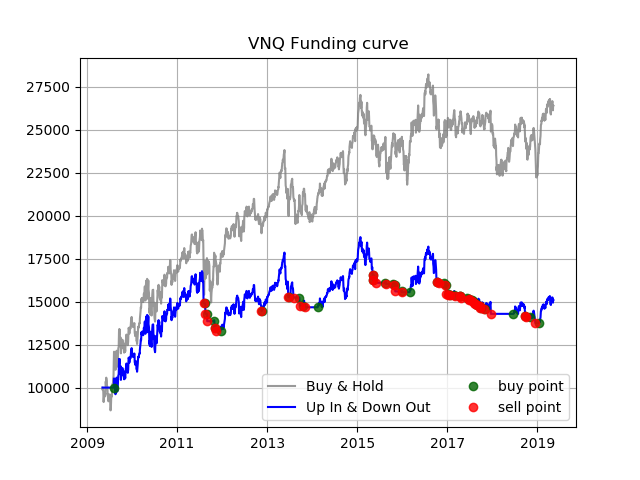 VNQ Funding curve
27500
25000
22500
20000
17500
15000
12500
10000
Buy & Hold
Up In & Down Out
buy point
sell point
2009 2011 2013 2015 2017 2019